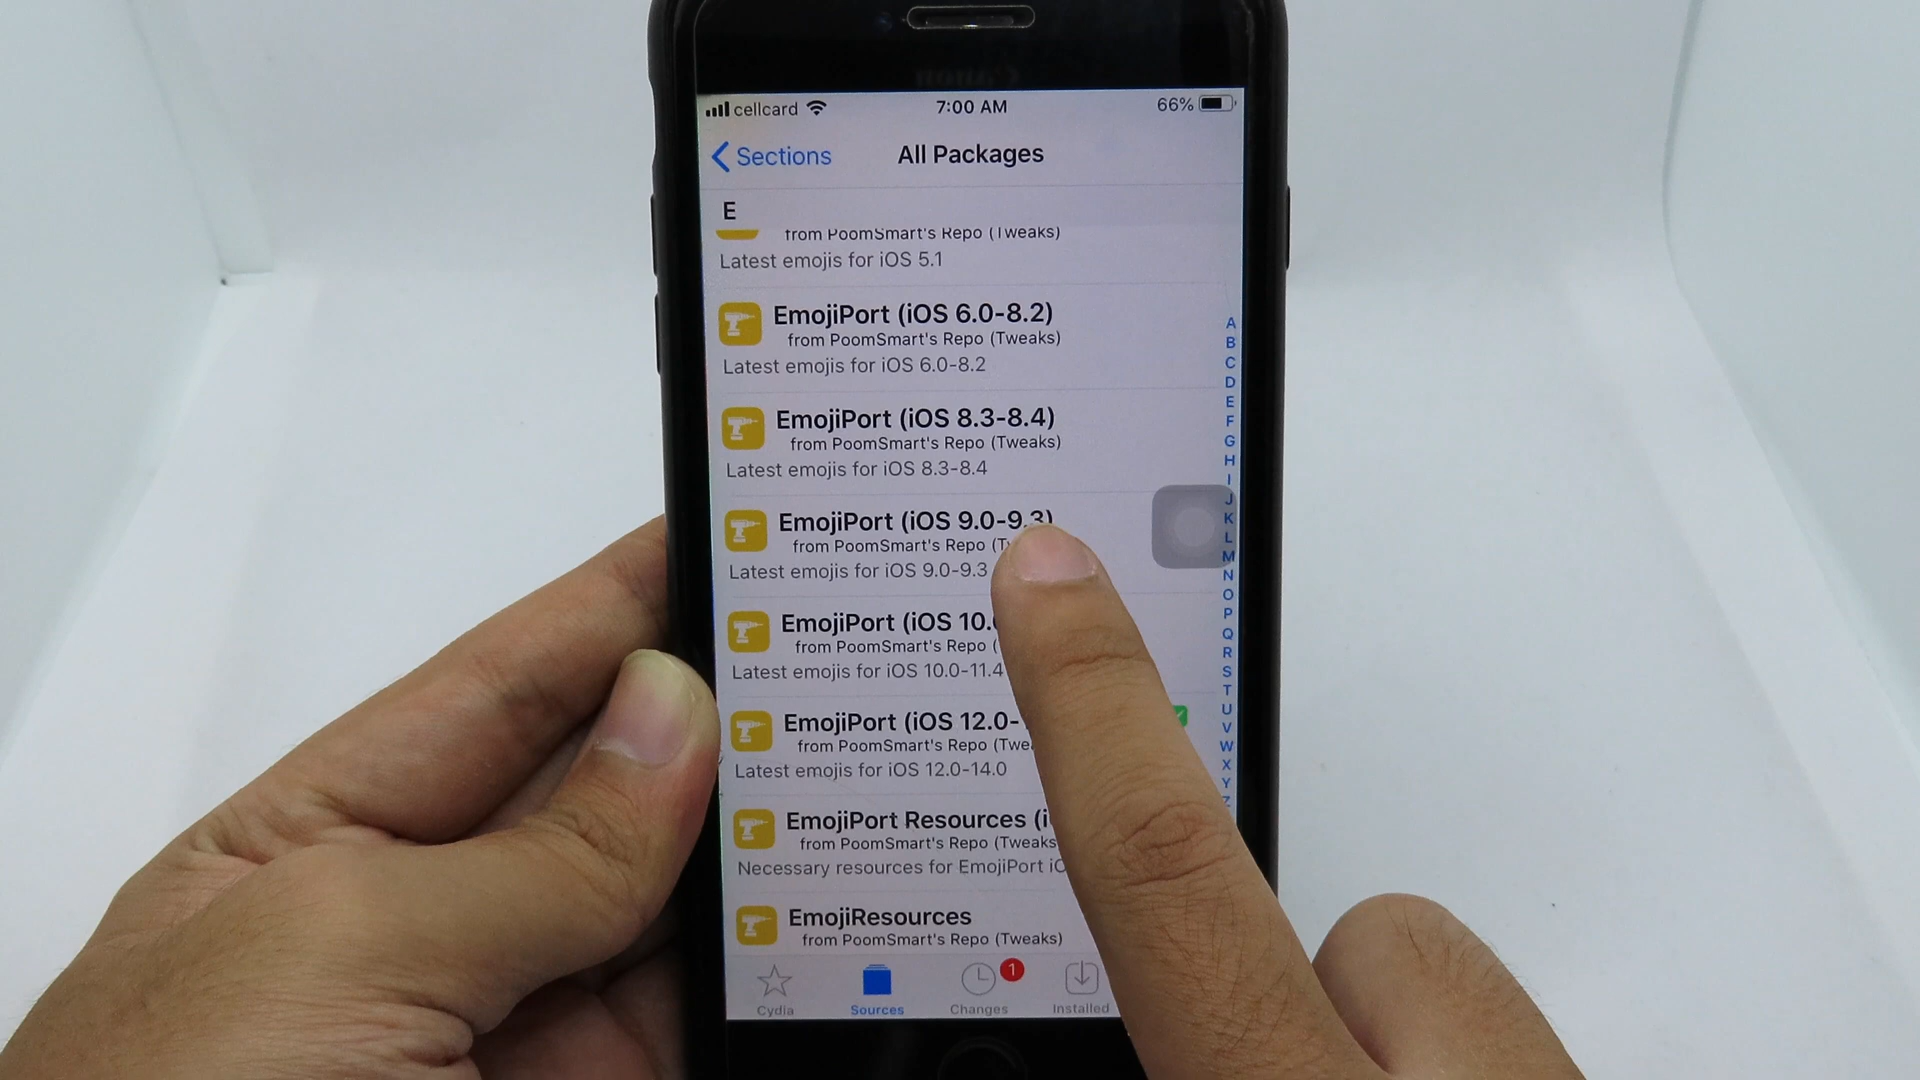 cellcard
7:00 AM
66%
Sections
All Packages
E
from PoomSmart's Repo (Tweaks)
Latest emojis for iOS 5.1
EmojiPort (iOS 6.0-8.2)
from PoomSmart's Repo (Tweaks)
Latest emojis for iOS 6.0-8.2
EmojiPort (iOS 8.3-8.4)
from PoomSmart's Repo (Tweaks)
Latest emojis for iOS 8.3-8.4
EmojiPort (iOS 9.0-9.3)
from PoomSmart's Repo
Latest emojis for iOS 9.0-9.3
EmojiPort (iOS 10.
from PoomSmart's Repo (
Latest emojis for iOS 10.0-11.4
EmojiPort (iOS 12.0-
from PoomSmart's Repo (Twe
Latest emojis for iOS 12.0-14.0
EmojiPort Resources (i
from PoomSmart's Repo (Tweaks
Necessary resources for EmojiPort iO
EmojiResources
from PoomSmart's Repo (Tweaks)
A
B
C
D
E
F
G
H
I
J
K
L
M
N
O
P
Q
R
S
T
U
V
W
X
Y
Z
1
Cydia
Sources
Changes
Installed